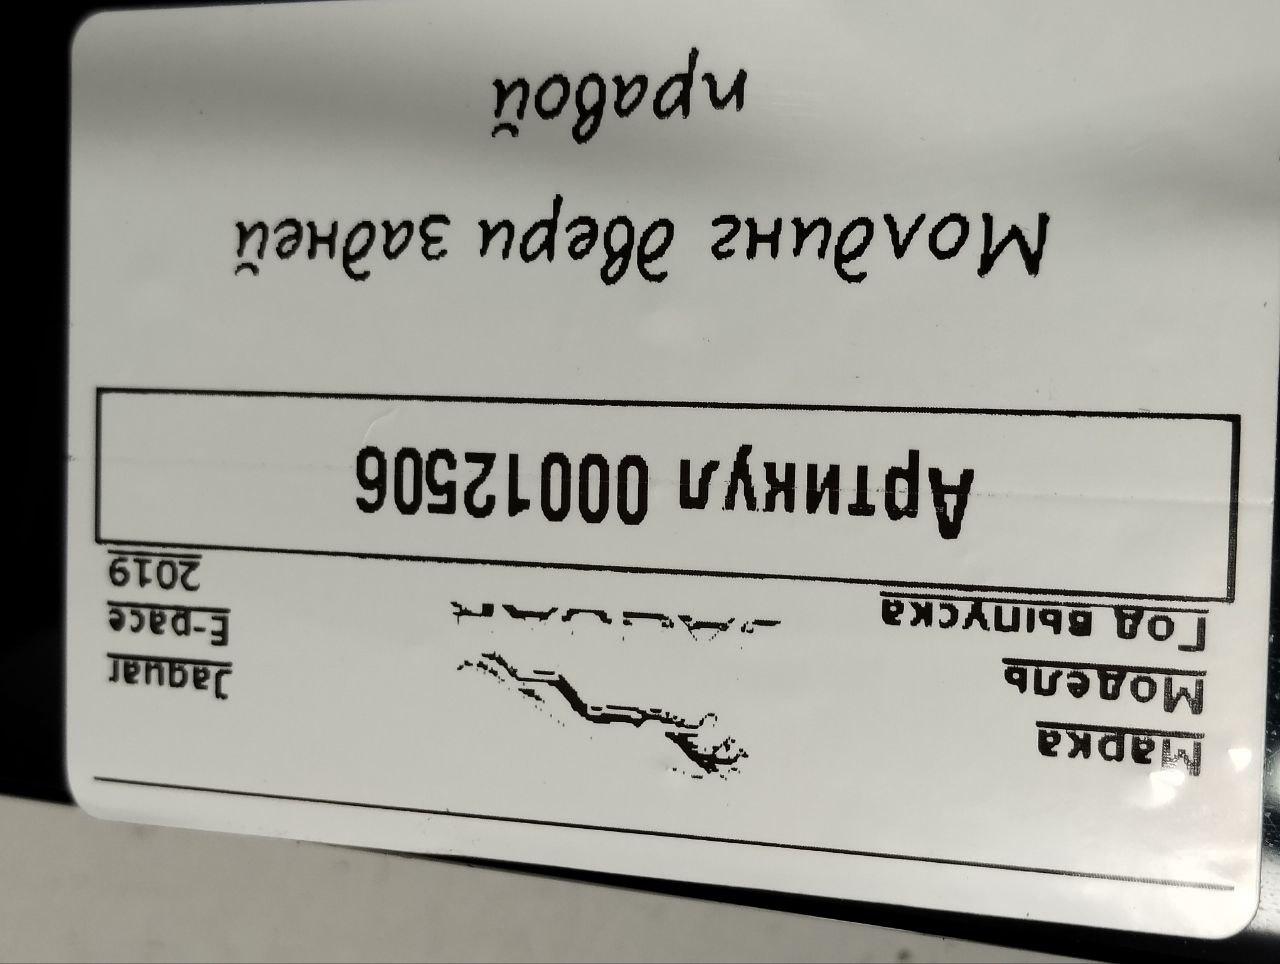 Марка Jaguar
Модель E-pace
Год выпуска 2019
Артикул 00012506
Молдинг двери задней
правой